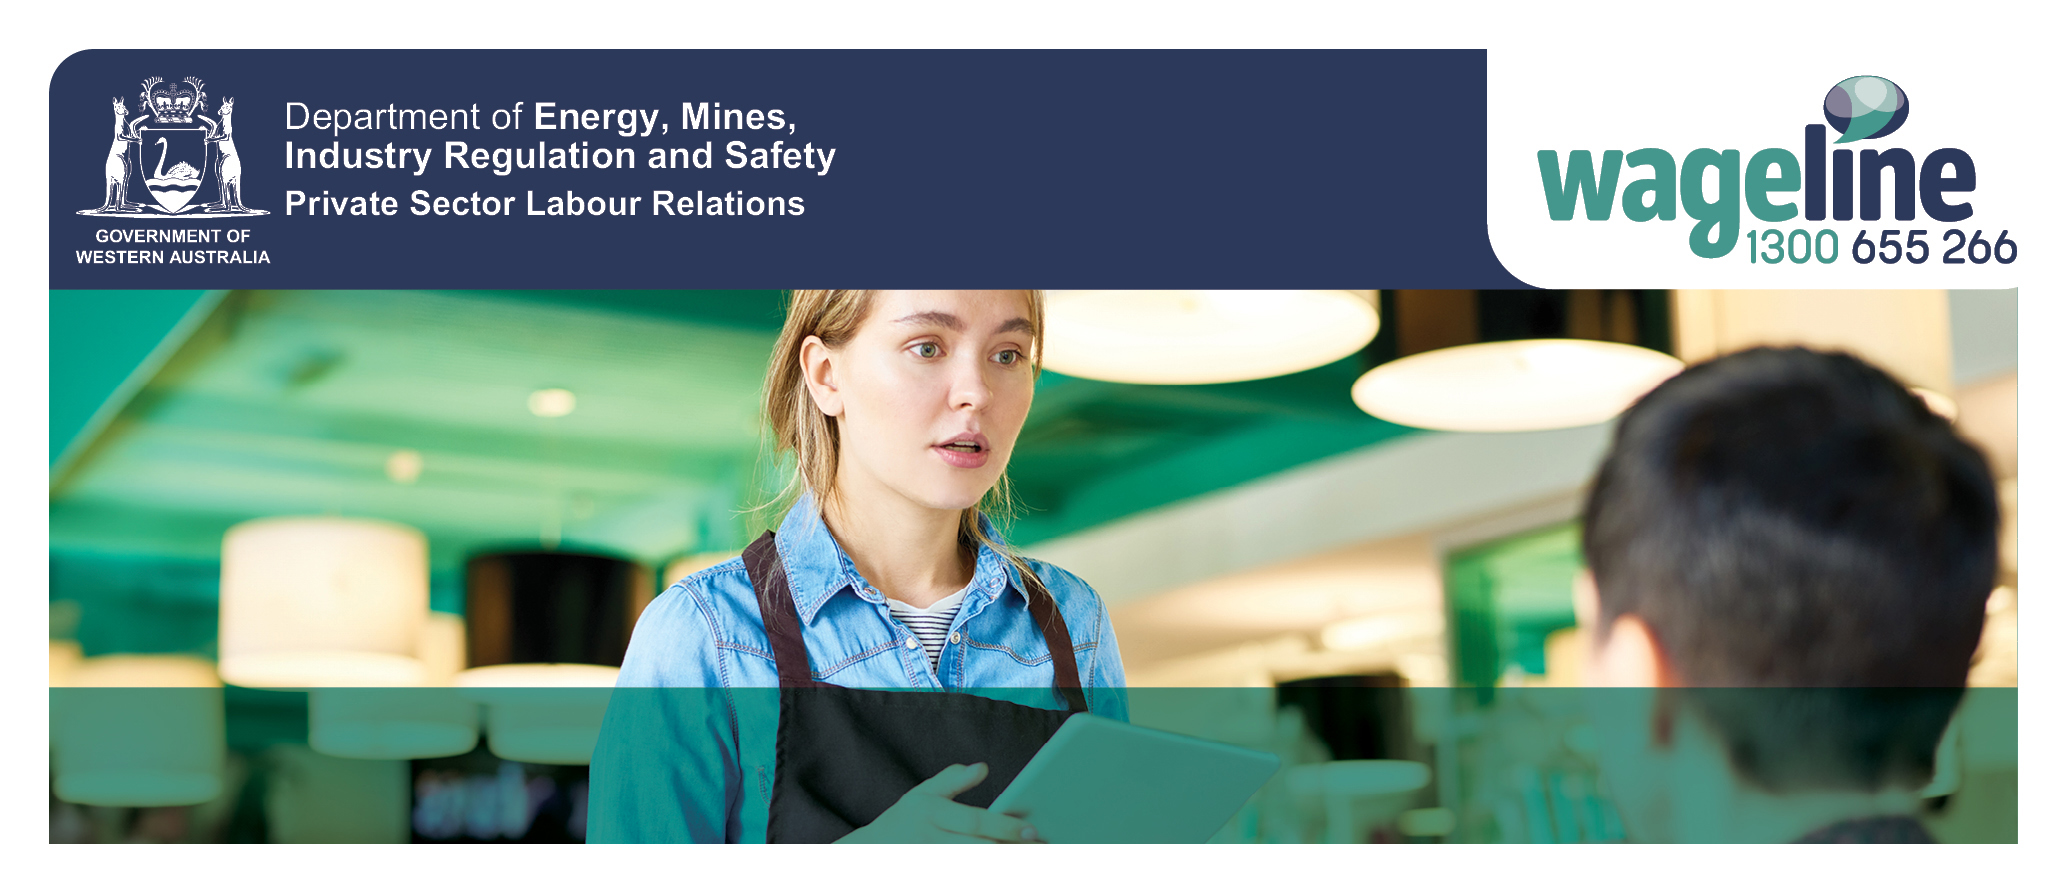 Department of Energy, Mines,
Industry Regulation and Safety
Private Sector Labour Relations
GOVERNMENT OF
WESTERN AUSTRALIA
wageline
1300 655 266